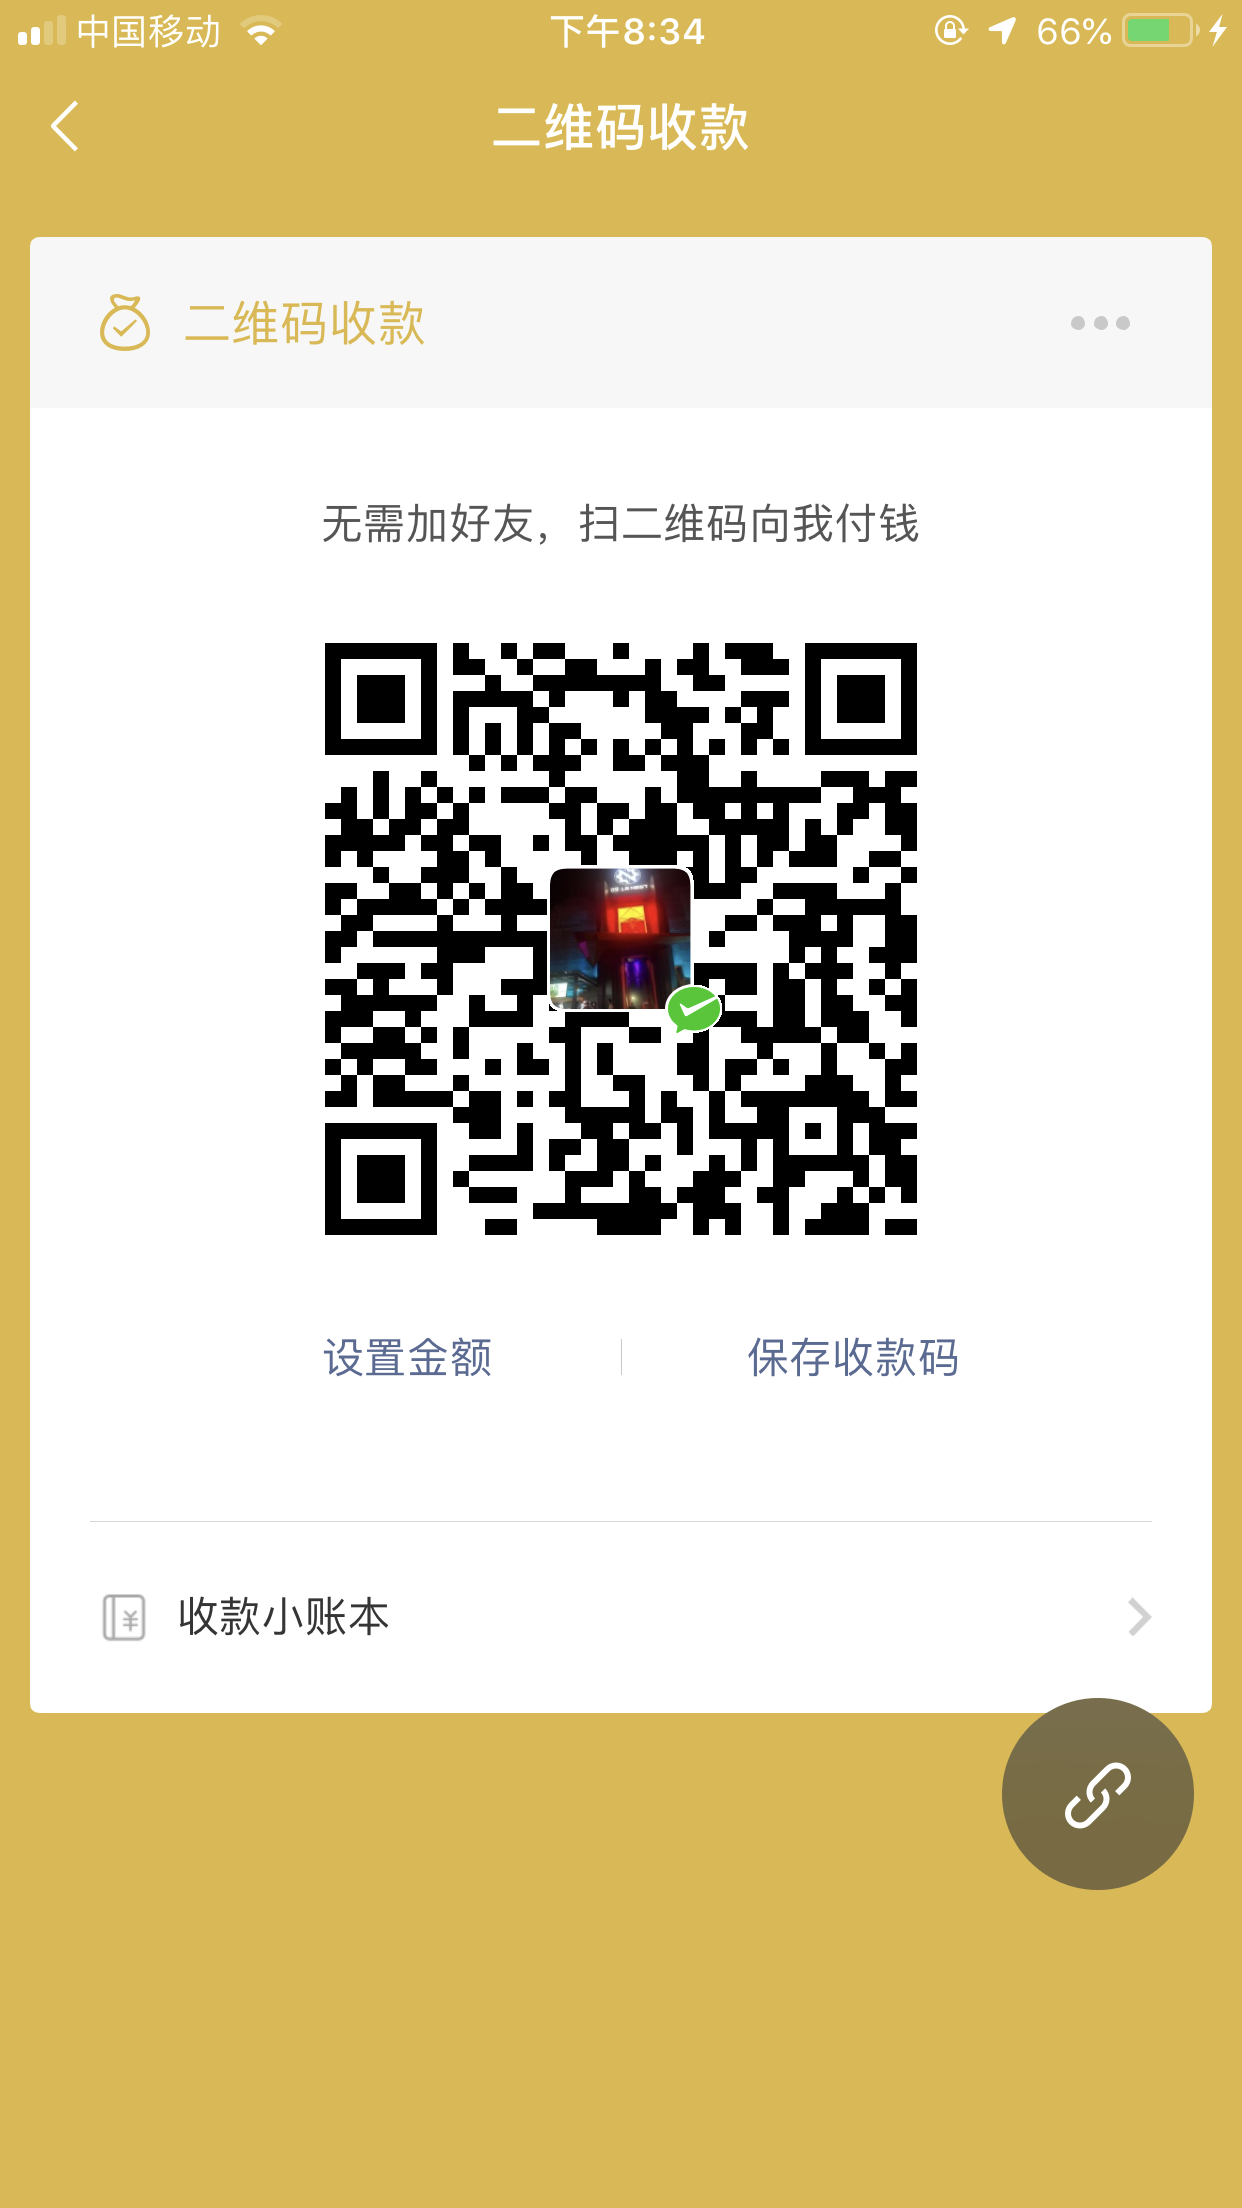 中国移动 下午8:34 66%
二维码收款
二维码收款
无需加好友，扫二维码向我付钱
设置金额 保存收款码
收款小账本